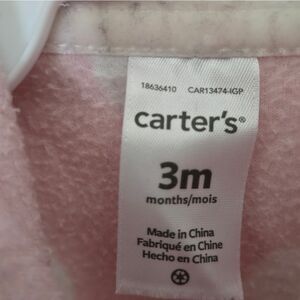 18636410 CAR13474-IGP
carter's®
3m
months/mois
Made in China
Fabriqué en Chine
Hecho en China